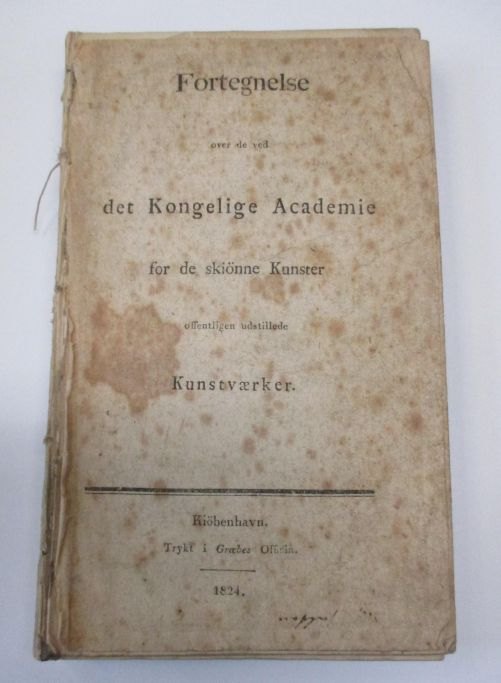 Fortegnelse
over de ved
det Kongelige Academie
for de skiönne Kunster
offentligen udstillede
Kunstværker.
Kiöbenhavn.
Trykt i Græbes Officin.
1824.